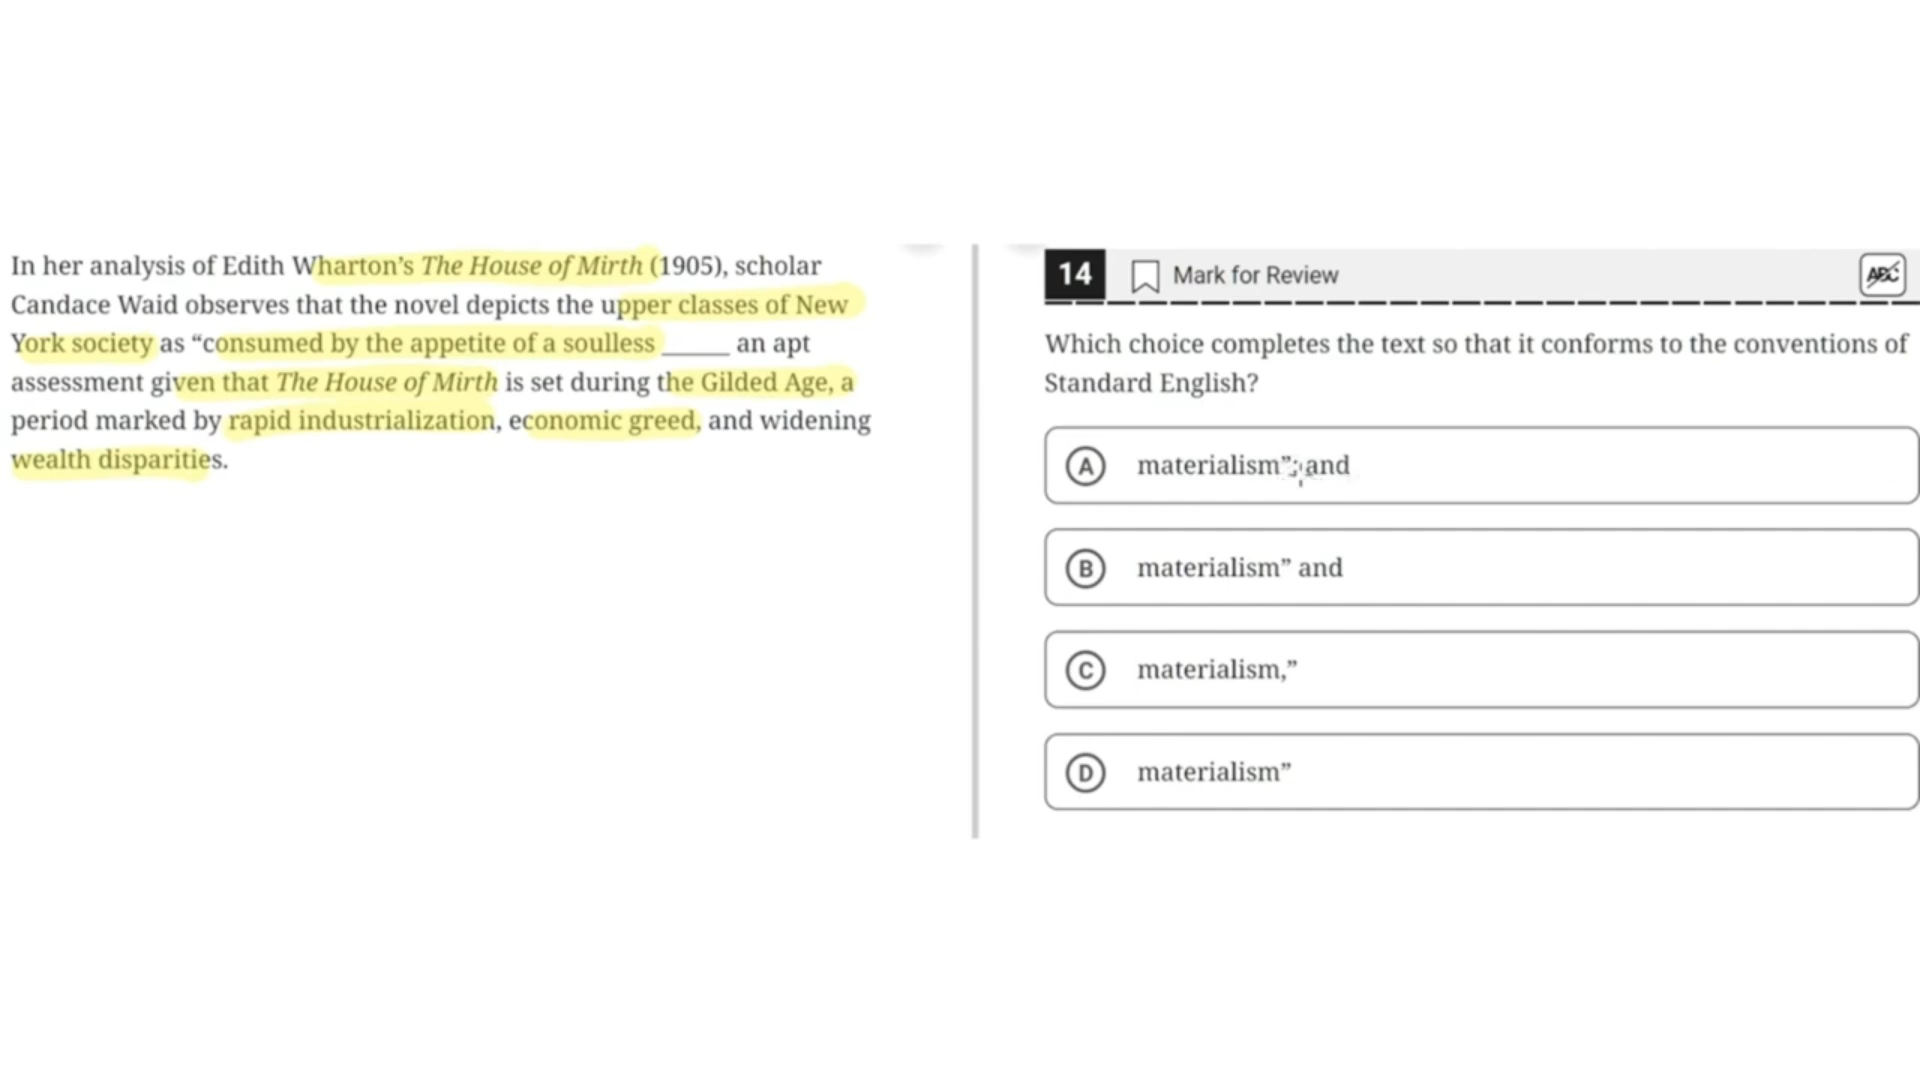 In her analysis of Edith Wharton’s The House of Mirth (1905), scholar
Candace Waid observes that the novel depicts the upper classes of New
York society as “consumed by the appetite of a soulless ______ an apt
assessment given that The House of Mirth is set during the Gilded Age, a
period marked by rapid industrialization, economic greed, and widening
wealth disparities.
14 Mark for Review ABC
Which choice completes the text so that it conforms to the conventions of
Standard English?
A materialism”; and
B materialism” and
C materialism,”
D materialism”